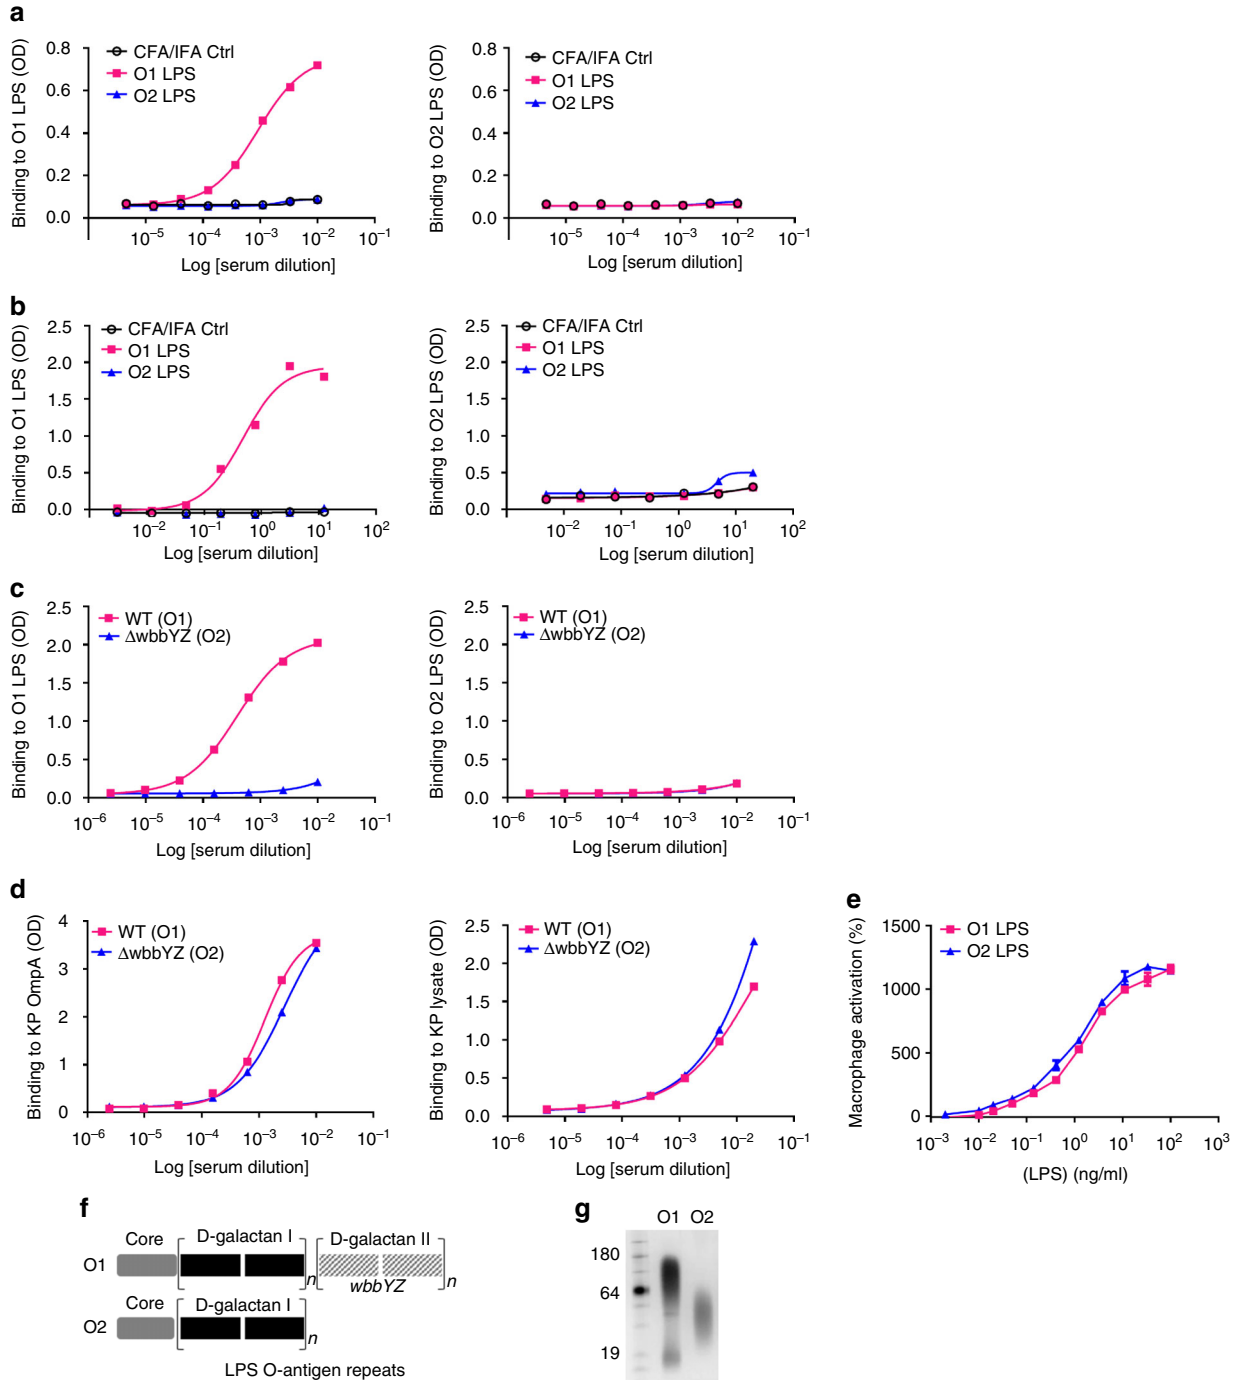 a
Binding to O1 LPS (OD)
0.8
0.6
0.4
0.2
0.0
CFA/IFA Ctrl
O1 LPS
O2 LPS
10⁻⁵ 10⁻⁴ 10⁻³ 10⁻² 10⁻¹
Log [serum dilution]
Binding to O2 LPS (OD)
0.8
0.6
0.4
0.2
0.0
CFA/IFA Ctrl
O1 LPS
O2 LPS
10⁻⁵ 10⁻⁴ 10⁻³ 10⁻² 10⁻¹
Log [serum dilution]
b
Binding to O1 LPS (OD)
2.5
2.0
1.5
1.0
0.5
0.0
CFA/IFA Ctrl
O1 LPS
O2 LPS
10⁻² 10⁻¹ 10⁰ 10¹ 10²
Log [serum dilution]
Binding to O2 LPS (OD)
2.5
2.0
1.5
1.0
0.5
0.0
CFA/IFA Ctrl
O1 LPS
O2 LPS
10⁻² 10⁻¹ 10⁰ 10¹ 10²
Log [serum dilution]
c
Binding to O1 LPS (OD)
2.5
2.0
1.5
1.0
0.5
0.0
WT (O1)
ΔwbbYZ (O2)
10⁻⁶ 10⁻⁵ 10⁻⁴ 10⁻³ 10⁻² 10⁻¹
Log [serum dilution]
Binding to O2 LPS (OD)
2.5
2.0
1.5
1.0
0.5
0.0
WT (O1)
ΔwbbYZ (O2)
10⁻⁶ 10⁻⁵ 10⁻⁴ 10⁻³ 10⁻² 10⁻¹
Log [serum dilution]
d
Binding to KP OmpA (OD)
4
3
2
1
0
WT (O1)
ΔwbbYZ (O2)
10⁻⁶ 10⁻⁵ 10⁻⁴ 10⁻³ 10⁻² 10⁻¹
Log [serum dilution]
Binding to KP lysate (OD)
2.5
2.0
1.5
1.0
0.5
0.0
WT (O1)
ΔwbbYZ (O2)
10⁻⁶ 10⁻⁵ 10⁻⁴ 10⁻³ 10⁻² 10⁻¹
Log [serum dilution]
e
Macrophage activation (%)
1500
1000
500
0
O1 LPS
O2 LPS
10⁻³ 10⁻² 10⁻¹ 10⁰ 10¹ 10² 10³
(LPS) (ng/ml)
f
Core D-galactan I D-galactan II
O1
n
wbbYZ
n
Core D-galactan I
O2
n
LPS O-antigen repeats
g
O1 O2
180
64
19